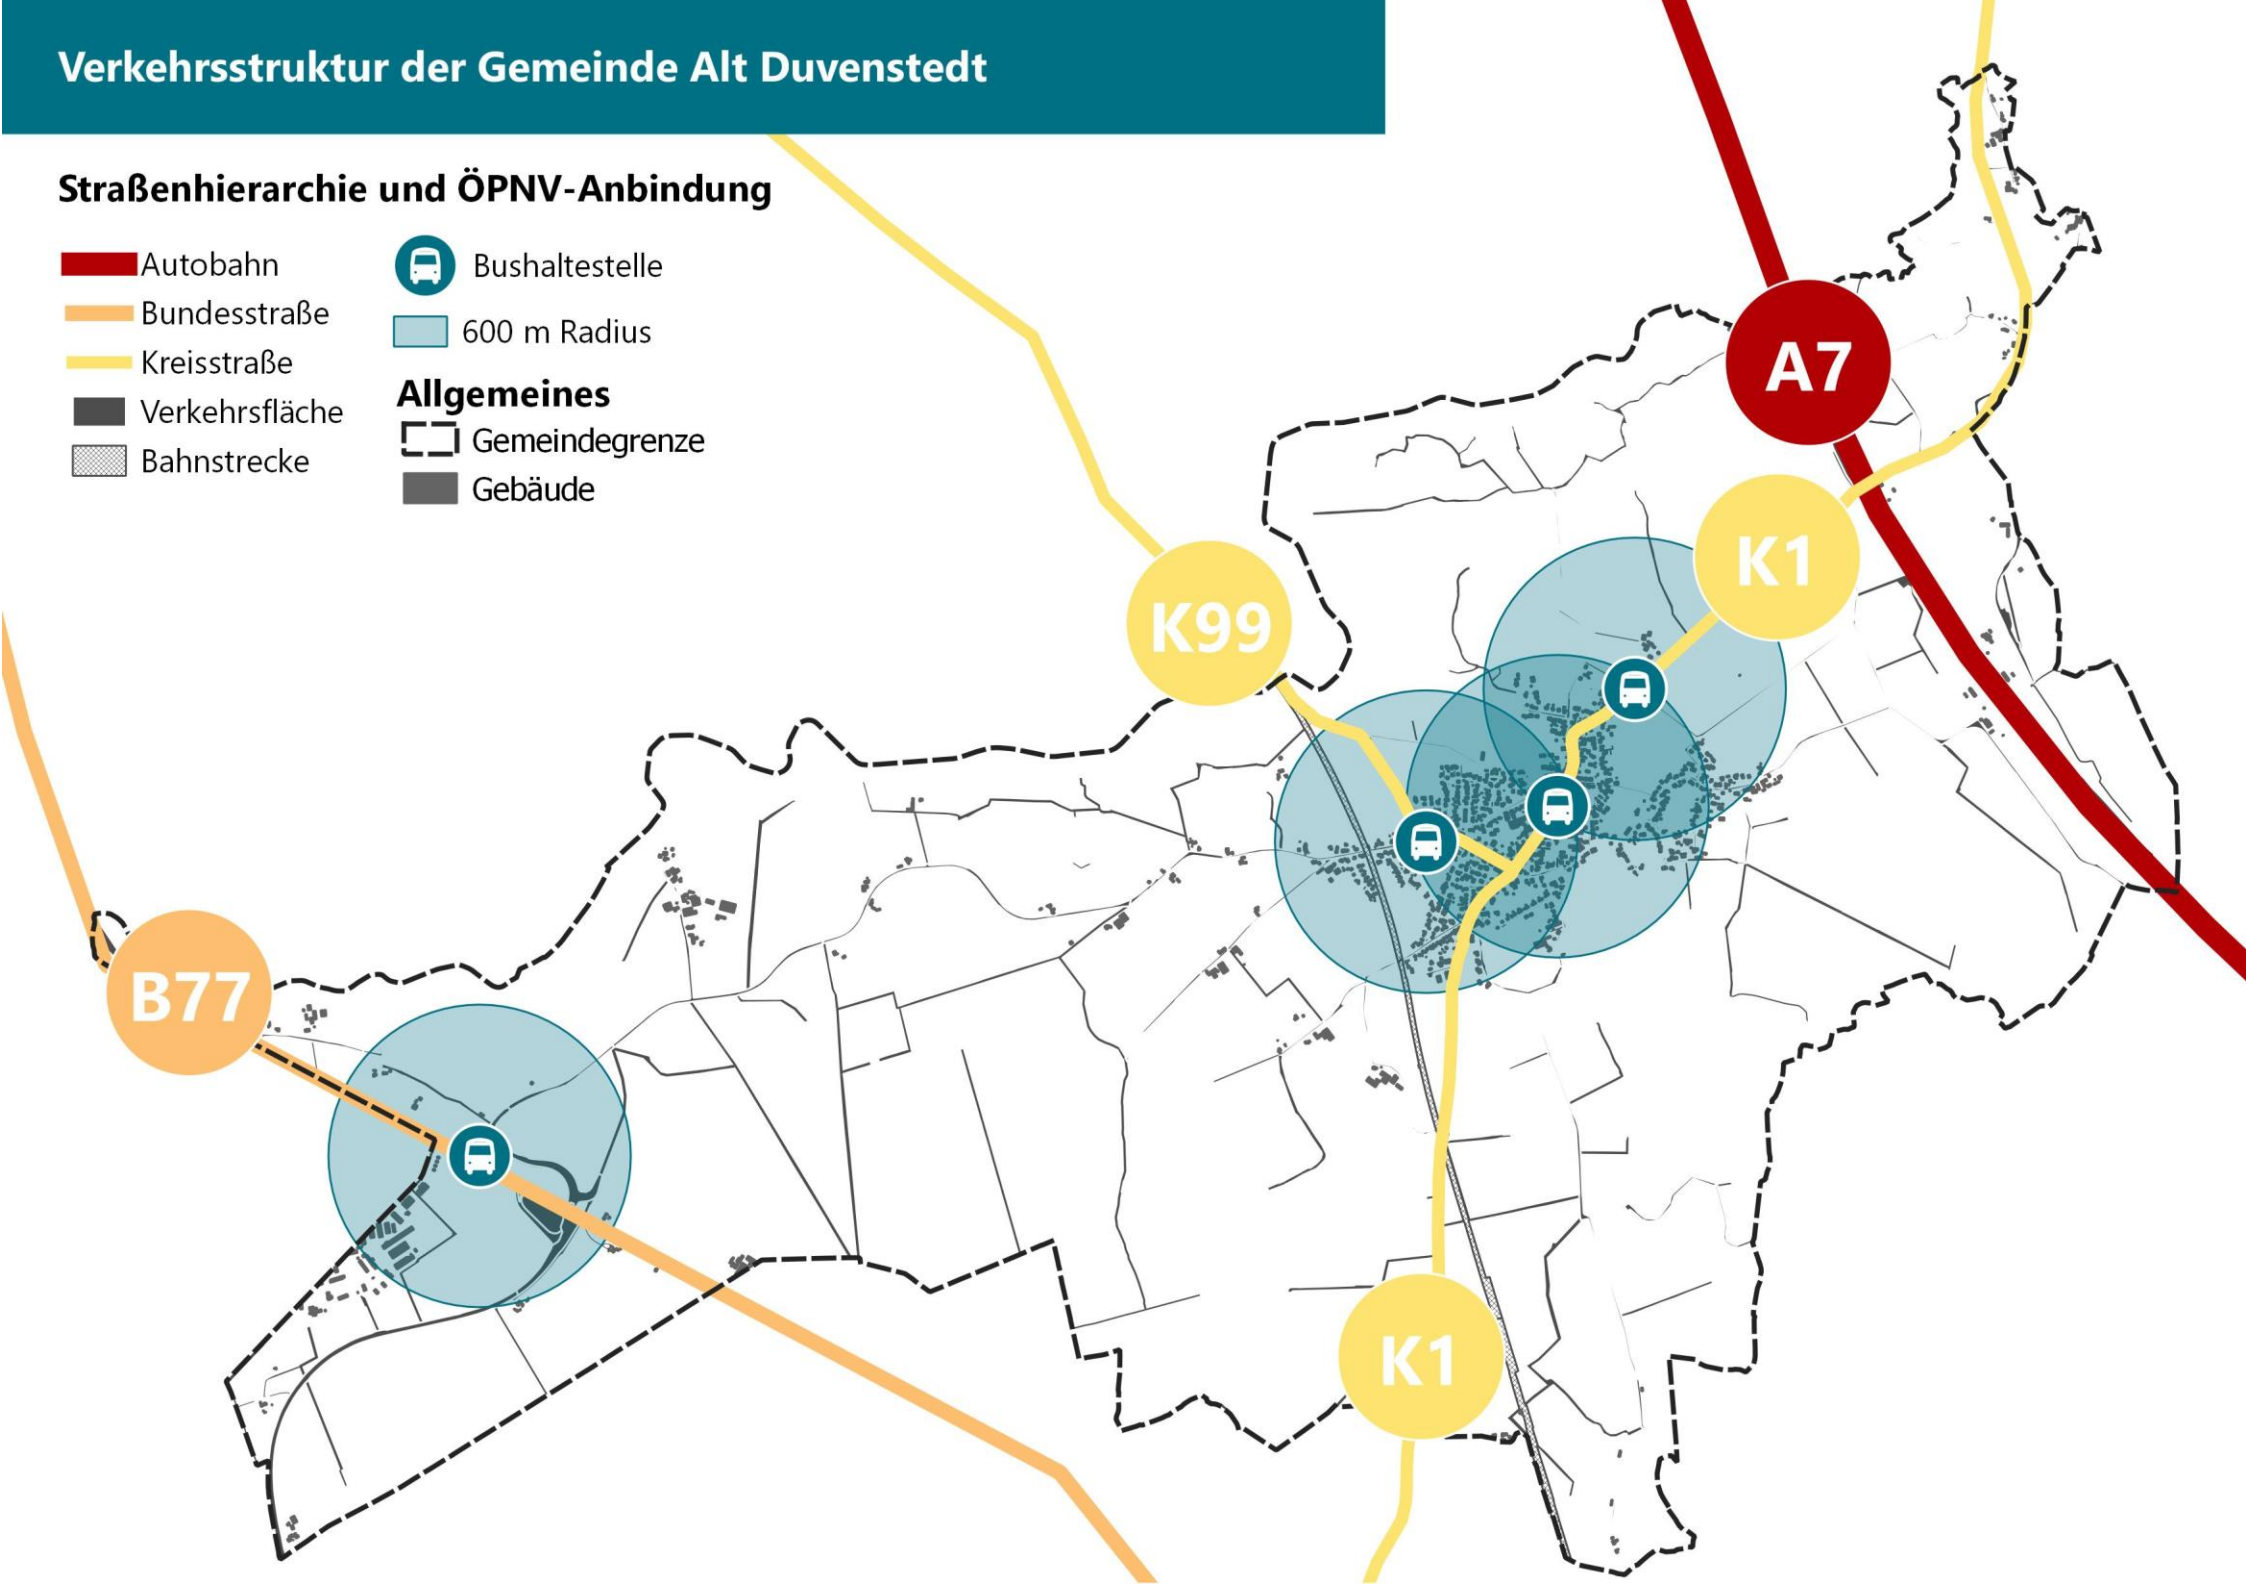 Verkehrsstruktur der Gemeinde Alt Duvenstedt
Straßenhierarchie und ÖPNV-Anbindung
Autobahn
Bundesstraße
Kreisstraße
Verkehrsfläche
Bahnstrecke
Bushaltestelle
600 m Radius
Allgemeines
Gemeindegrenze
Gebäude
A7
K1
K99
B77
K1